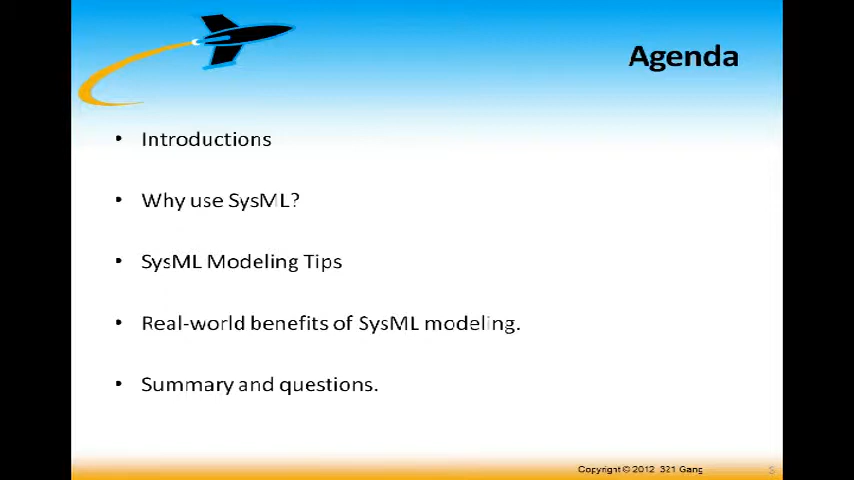 Agenda
• Introductions
• Why use SysML?
• SysML Modeling Tips
• Real-world benefits of SysML modeling.
• Summary and questions.
Copyright © 2012 321 Gang
5